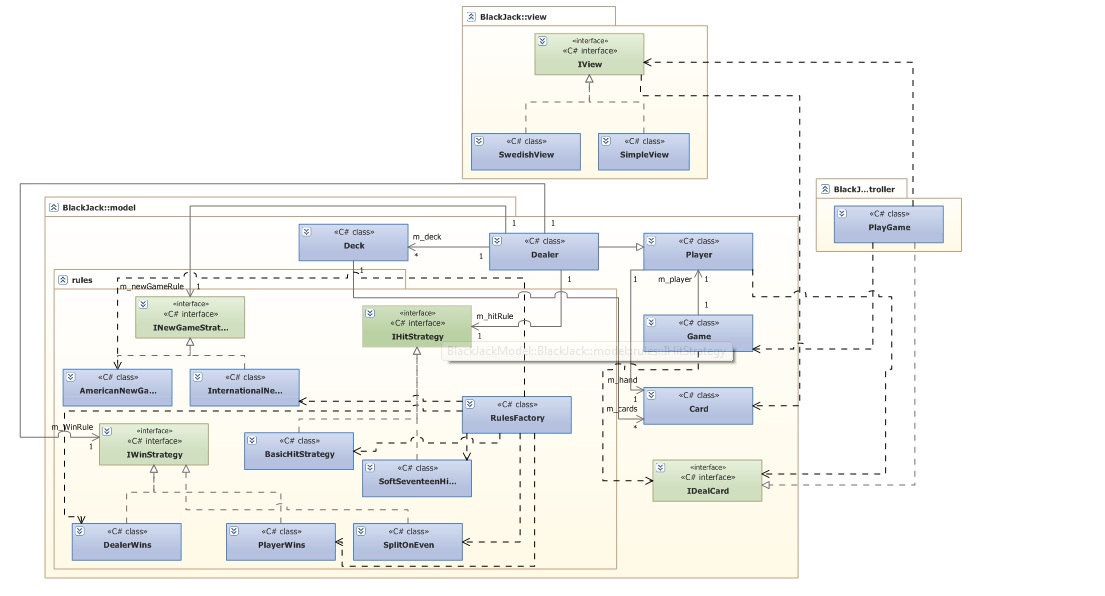 BlackJack::view
«interface»
«C# interface»
IView
«C# class»
SwedishView
«C# class»
SimpleView
BlackJ...troller
«C# class»
PlayGame
BlackJack::model
1
1
«C# class»
Deck
m_deck
*
1
«C# class»
Dealer
«C# class»
Player
1
1
1
m_player
1
rules
m_newGameRule
1
«interface»
«C# interface»
INewGameStrat...
«interface»
«C# interface»
IHitStrategy
m_hitRule
1
1
«C# class»
Game
BlackJackModel::BlackJack::model::rules::IHitStrategy
«C# class»
AmericanNewGa...
«C# class»
InternationalNe...
m_hand
1
m_cards
*
«C# class»
Card
«C# class»
RulesFactory
m_WinRule
1
«interface»
«C# interface»
IWinStrategy
«C# class»
BasicHitStrategy
«C# class»
SoftSeventeenHi...
«interface»
«C# interface»
IDealCard
«C# class»
DealerWins
«C# class»
PlayerWins
«C# class»
SplitOnEven